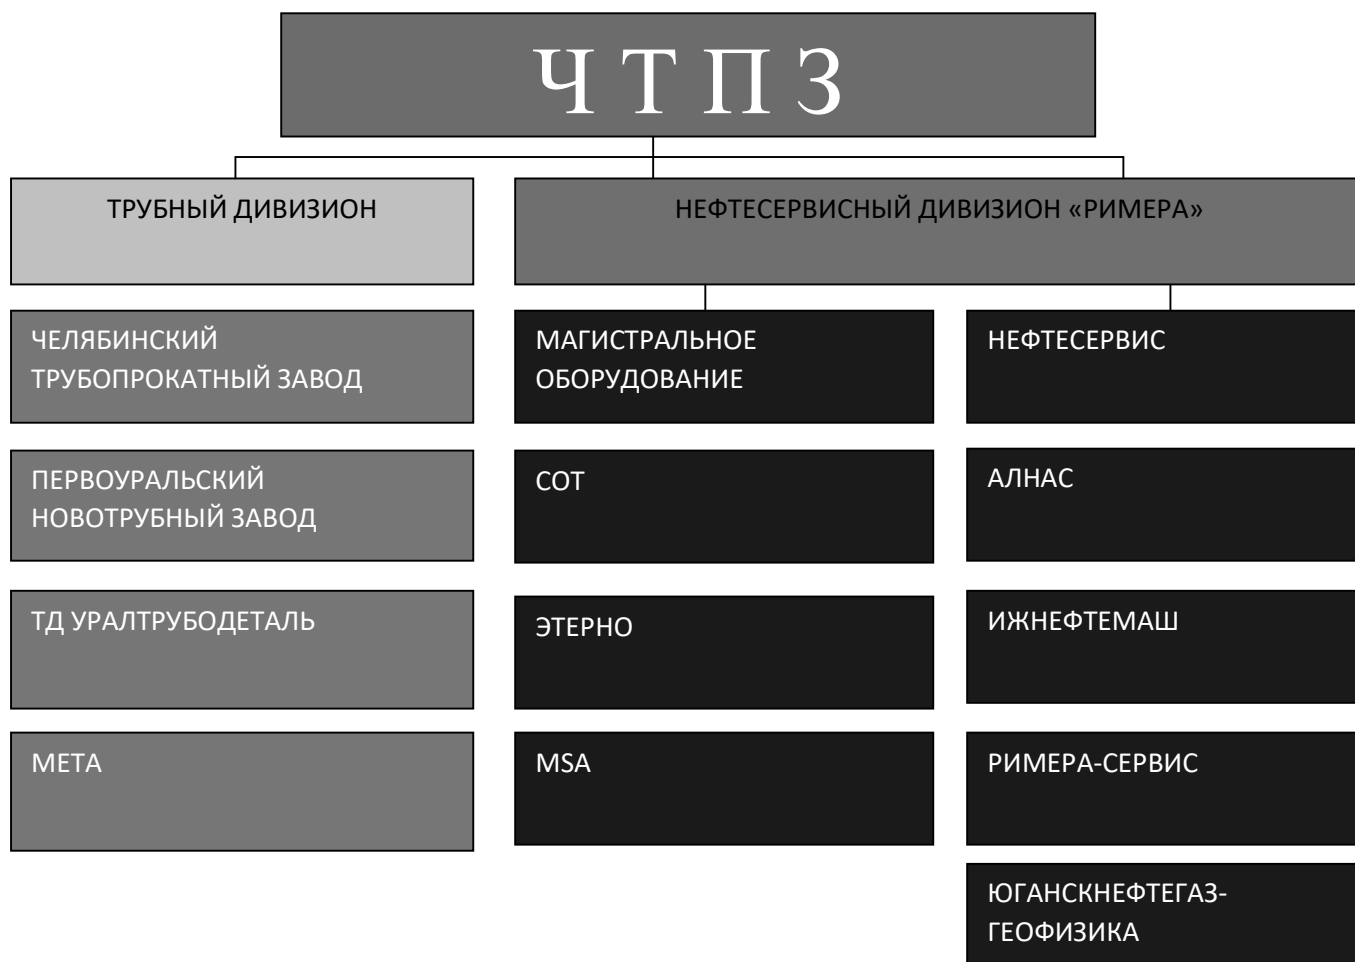 Ч Т П З
ТРУБНЫЙ ДИВИЗИОН
НЕФТЕСЕРВИСНЫЙ ДИВИЗИОН «РИМЕРА»
ЧЕЛЯБИНСКИЙ
ТРУБОПРОКАТНЫЙ ЗАВОД
ПЕРВОУРАЛЬСКИЙ
НОВОТРУБНЫЙ ЗАВОД
ТД УРАЛТРУБОДЕТАЛЬ
МЕТА
МАГИСТРАЛЬНОЕ
ОБОРУДОВАНИЕ
СОТ
ЭТЕРНО
MSA
НЕФТЕСЕРВИС
АЛНАС
ИЖНЕФТЕМАШ
РИМЕРА-СЕРВИС
ЮГАНСКНЕФТЕГАЗ-
ГЕОФИЗИКА